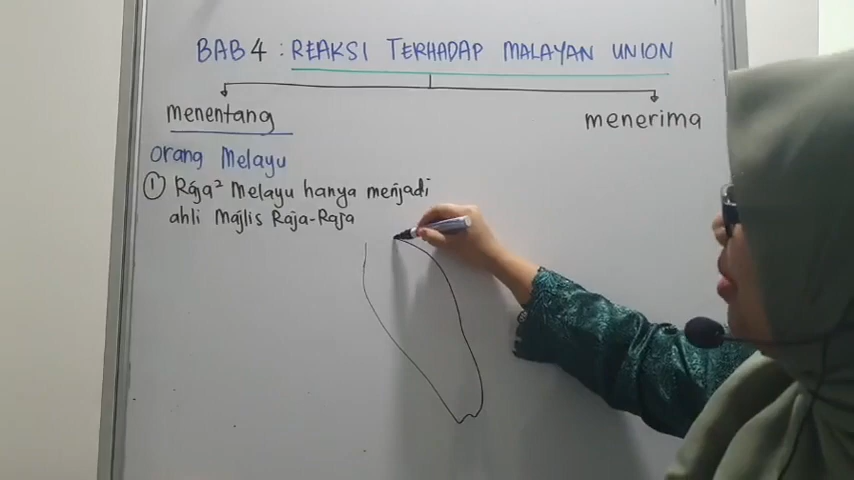 BAB 4 : REAKSI TERHADAP MALAYAN UNION
menentang
menerima
orang Melayu
① Raja² Melayu hanya menjadi
ahli Majlis Raja-Raja